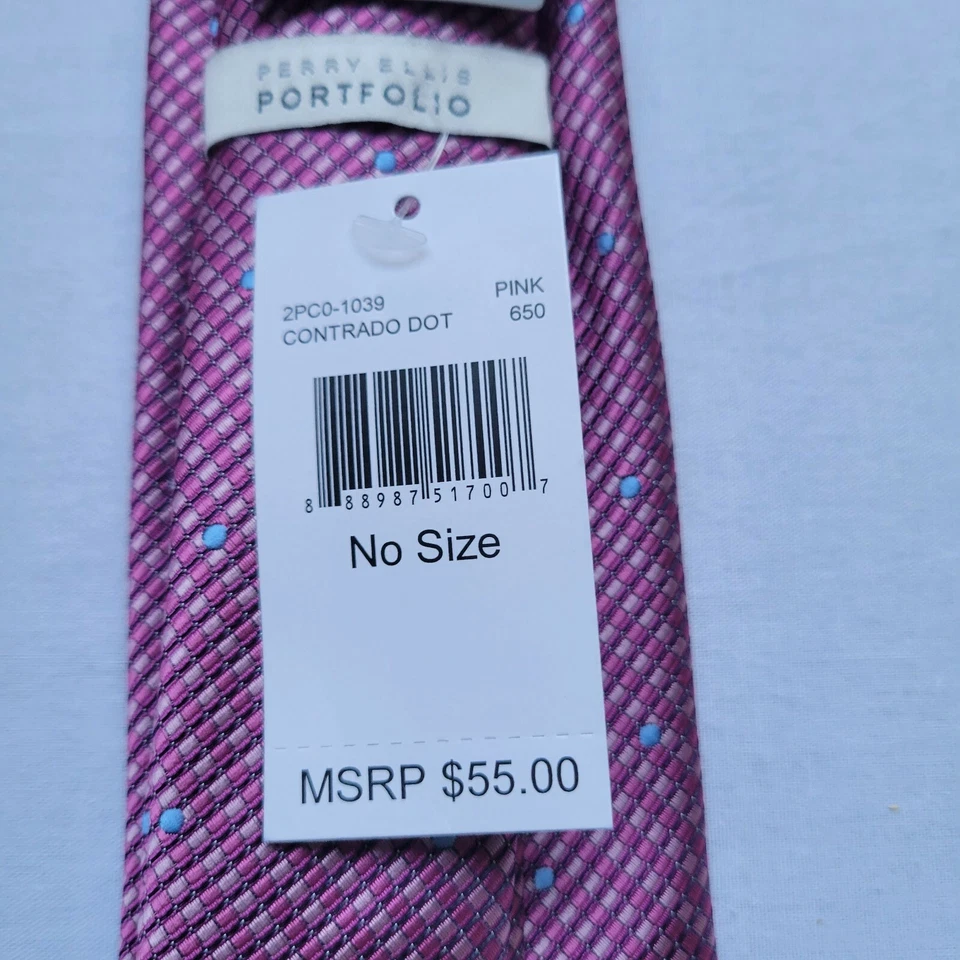 PERRY ELLIS
PORTFOLIO
2PC0-1039 PINK
CONTRADO DOT 650
8 88987 51700 7
No Size
MSRP $55.00